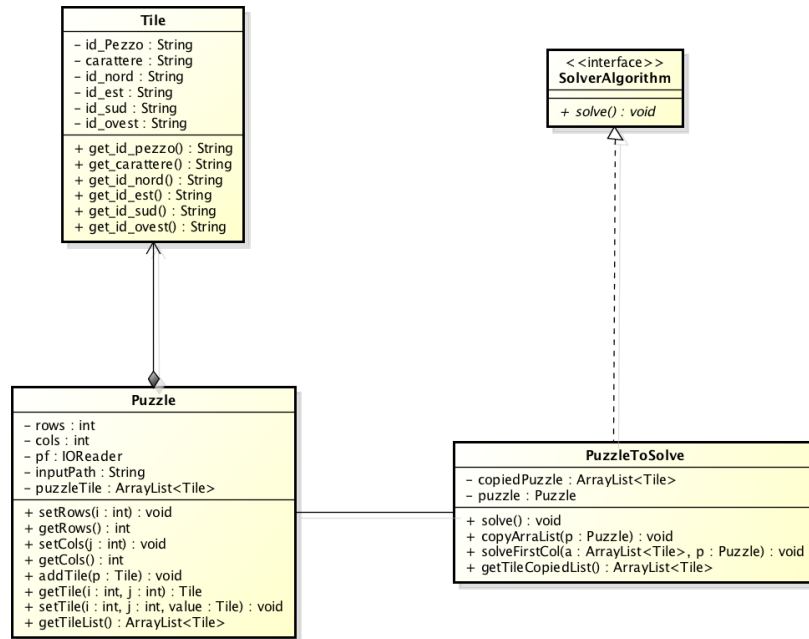 Tile
– id_Pezzo : String
– carattere : String
– id_nord : String
– id_est : String
– id_sud : String
– id_ovest : String
+ get_id_pezzo() : String
+ get_carattere() : String
+ get_id_nord() : String
+ get_id_est() : String
+ get_id_sud() : String
+ get_id_ovest() : String
<<interface>>
SolverAlgorithm
+ solve() : void
Puzzle
– rows : int
– cols : int
– pf : IOReader
– inputPath : String
– puzzleTile : ArrayList<Tile>
+ setRows(i : int) : void
+ getRows() : int
+ setCols(j : int) : void
+ getCols() : int
+ addTile(p : Tile) : void
+ getTile(i : int, j : int) : Tile
+ setTile(i : int, j : int, value : Tile) : void
+ getTileList() : ArrayList<Tile>
PuzzleToSolve
– copiedPuzzle : ArrayList<Tile>
– puzzle : Puzzle
+ solve() : void
+ copyArraList(p : Puzzle) : void
+ solveFirstCol(a : ArrayList<Tile>, p : Puzzle) : void
+ getTileCopiedList() : ArrayList<Tile>